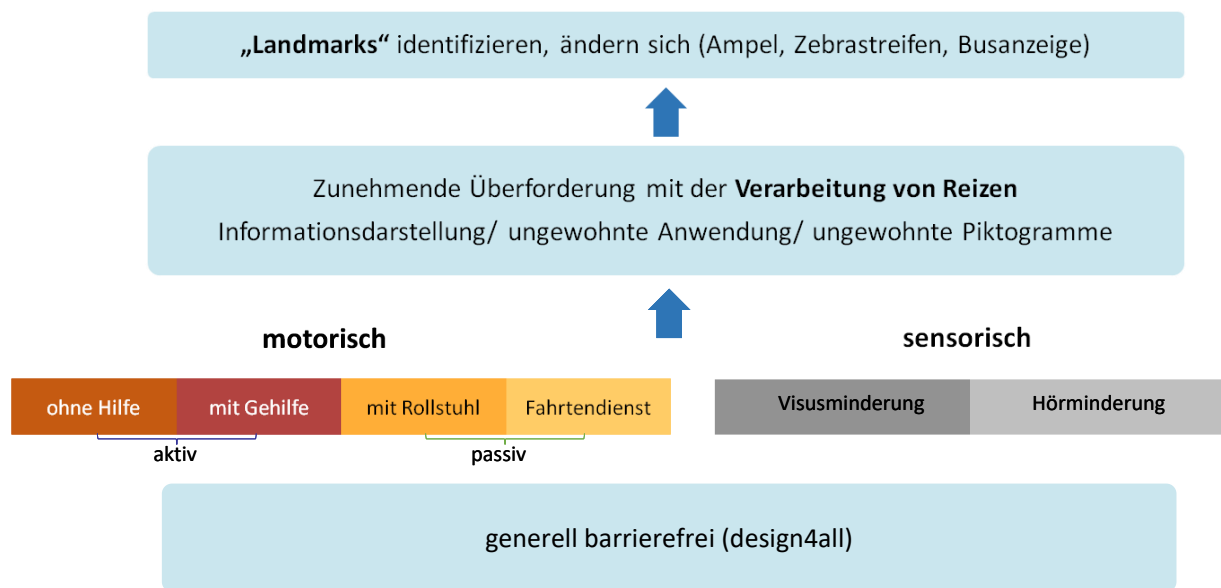 „Landmarks“ identifizieren, ändern sich (Ampel, Zebrastreifen, Busanzeige)
Zunehmende Überforderung mit der Verarbeitung von Reizen
Informationsdarstellung/ ungewohnte Anwendung/ ungewohnte Piktogramme
motorisch
sensorisch
ohne Hilfe
mit Gehilfe
mit Rollstuhl
Fahrtendienst
Visusminderung
Hörminderung
aktiv
passiv
generell barrierefrei (design4all)